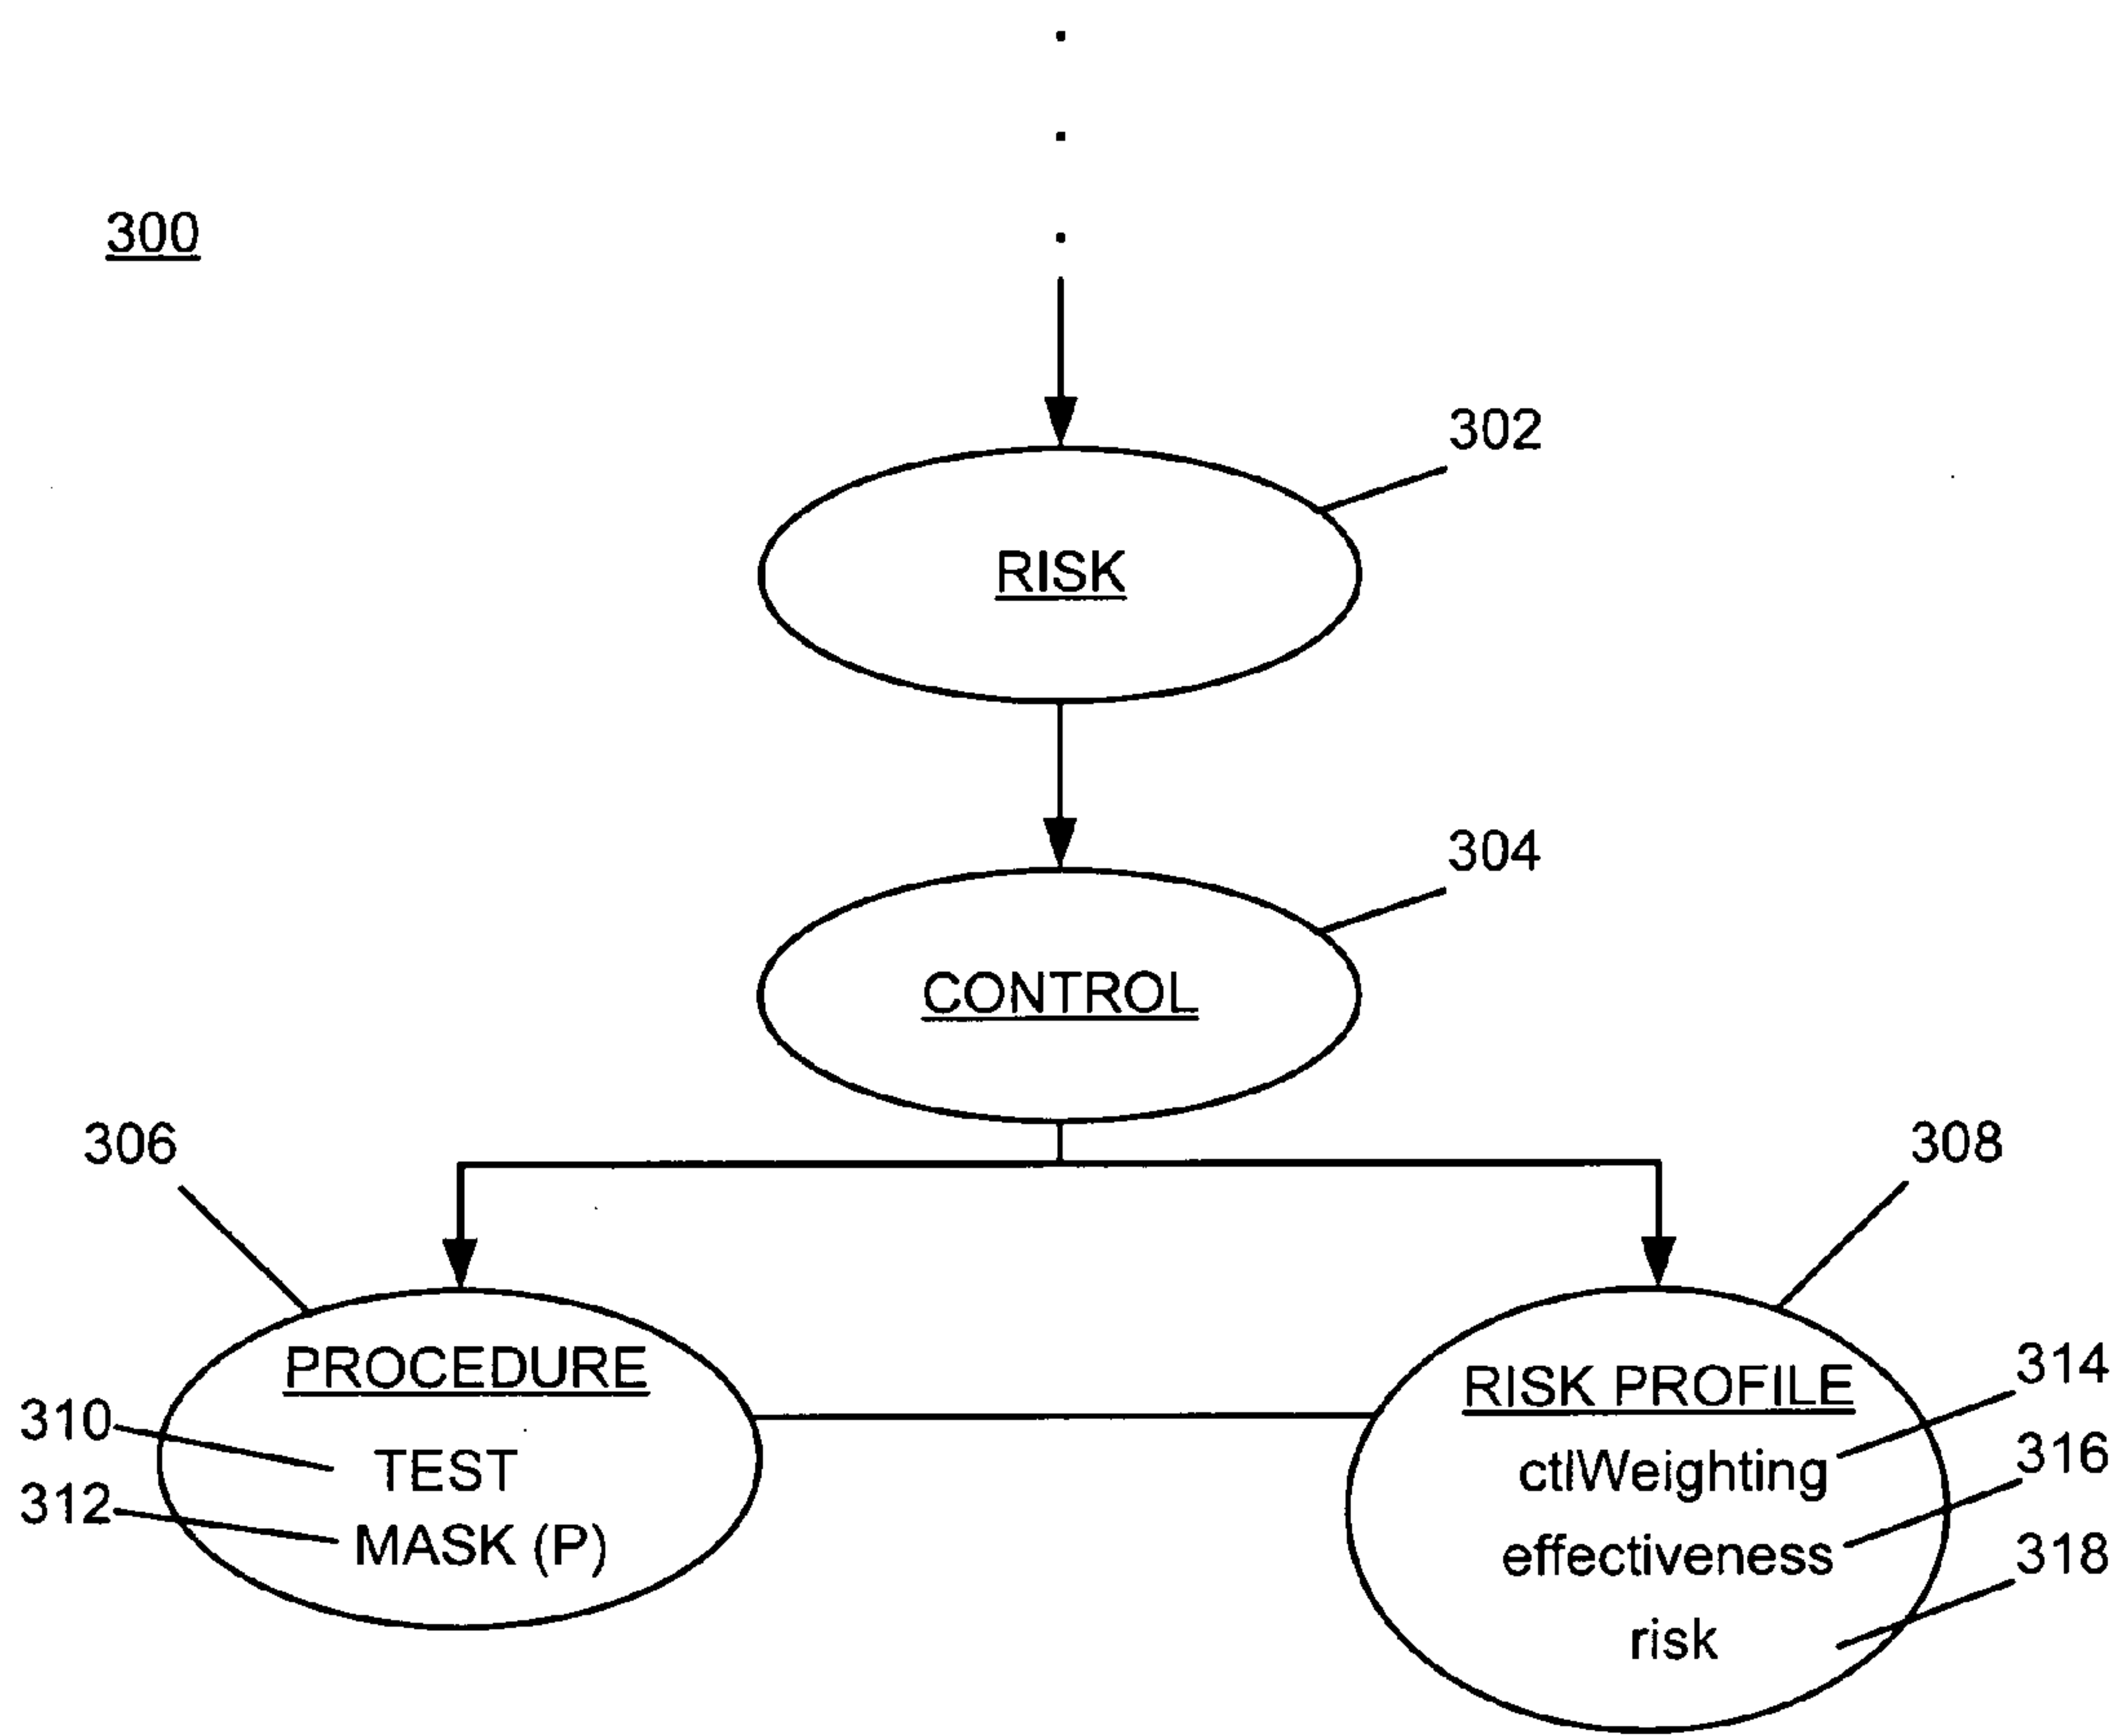 300
302
RISK
304
CONTROL
306
308
PROCEDURE
RISK PROFILE
314
310
TEST
ctlWeighting
316
312
MASK (P)
effectiveness
318
risk